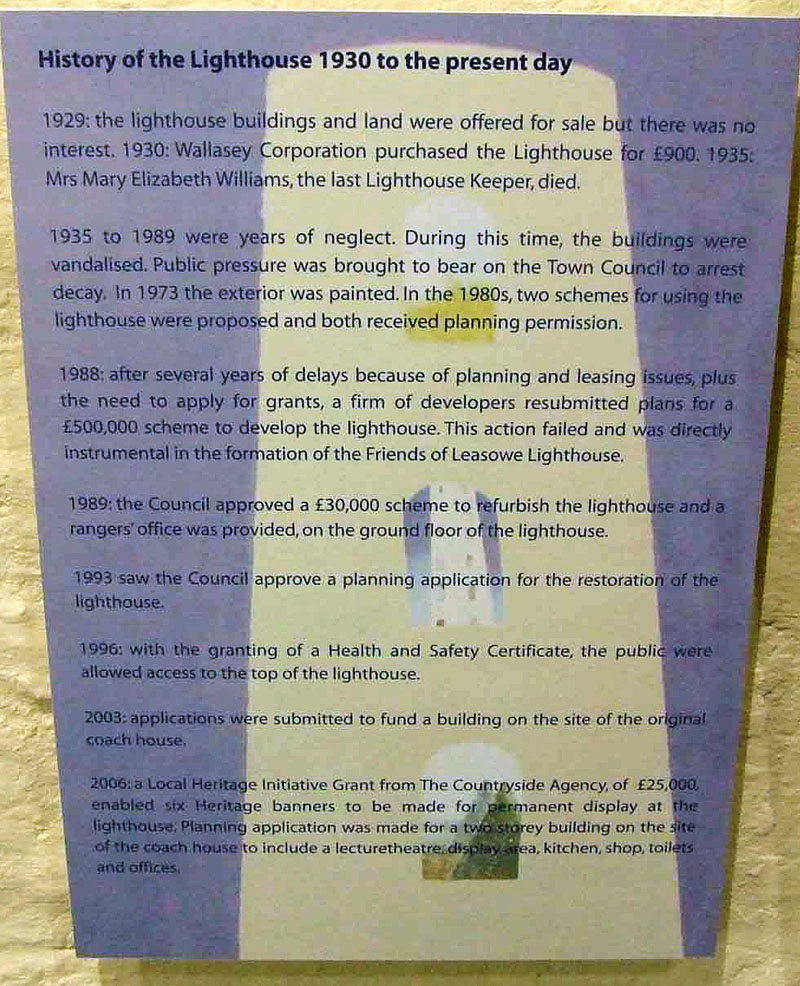 History of the Lighthouse 1930 to the present day
1929: the lighthouse buildings and land were offered for sale but there was no
interest. 1930: Wallasey Corporation purchased the Lighthouse for £900. 1935:
Mrs Mary Elizabeth Williams, the last Lighthouse Keeper, died.
1935 to 1989 were years of neglect. During this time, the buildings were
vandalised. Public pressure was brought to bear on the Town Council to arrest
decay. In 1973 the exterior was painted. In the 1980s, two schemes for using the
lighthouse were proposed and both received planning permission.
1988: after several years of delays because of planning and leasing issues, plus
the need to apply for grants, a firm of developers resubmitted plans for a
£500,000 scheme to develop the lighthouse. This action failed and was directly
instrumental in the formation of the Friends of Leasowe Lighthouse.
1989: the Council approved a £30,000 scheme to refurbish the lighthouse and a
rangers' office was provided, on the ground floor of the lighthouse.
1993 saw the Council approve a planning application for the restoration of the
lighthouse.
1996: with the granting of a Health and Safety Certificate, the public were
allowed access to the top of the lighthouse.
2003: applications were submitted to fund a building on the site of the original
coach house.
2006: a Local Heritage Initiative Grant from The Countryside Agency, of £25,000,
enabled six Heritage banners to be made for permanent display at the
lighthouse. Planning application was made for a two storey building on the site
of the coach house to include a lecturetheatre, display area, kitchen, shop, toilets
and offices.